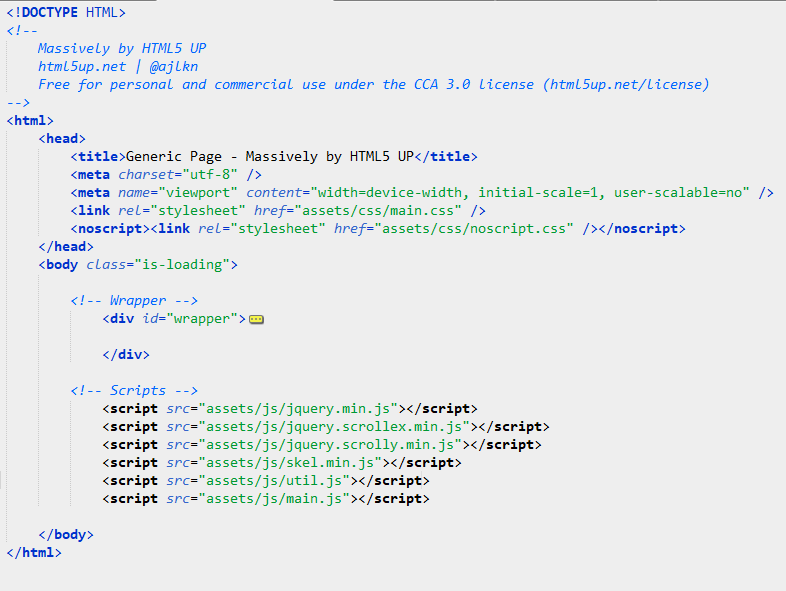 <!DOCTYPE HTML>
<!--
Massively by HTML5 UP
html5up.net | @ajlkn
Free for personal and commercial use under the CCA 3.0 license (html5up.net/license)
-->
<html>
<head>
<title>Generic Page - Massively by HTML5 UP</title>
<meta charset="utf-8" />
<meta name="viewport" content="width=device-width, initial-scale=1, user-scalable=no" />
<link rel="stylesheet" href="assets/css/main.css" />
<noscript><link rel="stylesheet" href="assets/css/noscript.css" /></noscript>
</head>
<body class="is-loading">
<!-- Wrapper -->
<div id="wrapper">
</div>
<!-- Scripts -->
<script src="assets/js/jquery.min.js"></script>
<script src="assets/js/jquery.scrollex.min.js"></script>
<script src="assets/js/jquery.scrolly.min.js"></script>
<script src="assets/js/skel.min.js"></script>
<script src="assets/js/util.js"></script>
<script src="assets/js/main.js"></script>
</body>
</html>